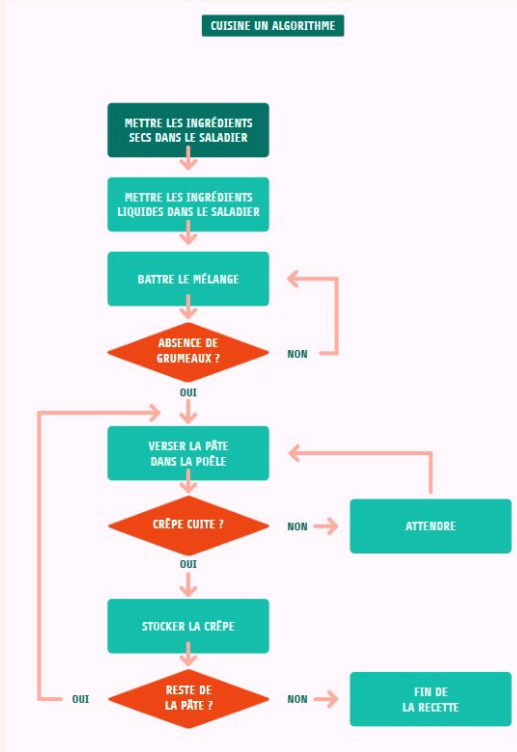 CUISINE UN ALGORITHME
METTRE LES INGRÉDIENTS
SECS DANS LE SALADIER
METTRE LES INGRÉDIENTS
LIQUIDES DANS LE SALADIER
BATTRE LE MÉLANGE
ABSENCE DE
GRUMEAUX ?
NON
OUI
VERSER LA PÂTE
DANS LA POÊLE
CRÊPE CUITE ?
NON
ATTENDRE
OUI
STOCKER LA CRÊPE
OUI
RESTE DE
LA PÂTE ?
NON
FIN DE
LA RECETTE